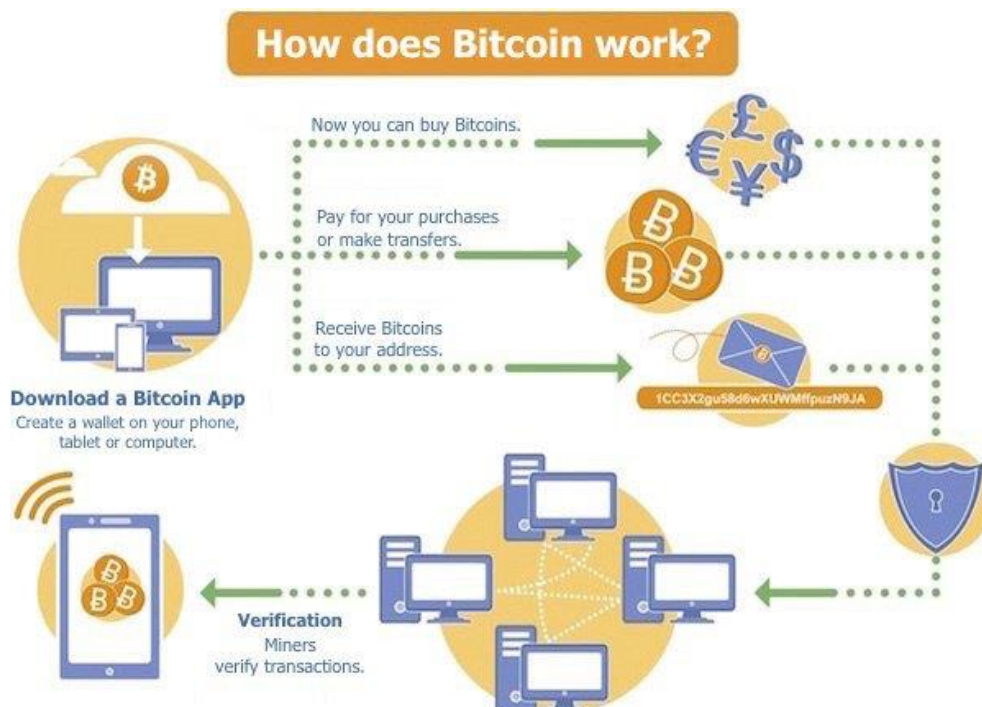 How does Bitcoin work?
Now you can buy Bitcoins.
Pay for your purchases
or make transfers.
Receive Bitcoins
to your address.
1CC3X2gu58d6wXUWMffpuzN9JA
Download a Bitcoin App
Create a wallet on your phone,
tablet or computer.
Verification
Miners
verify transactions.